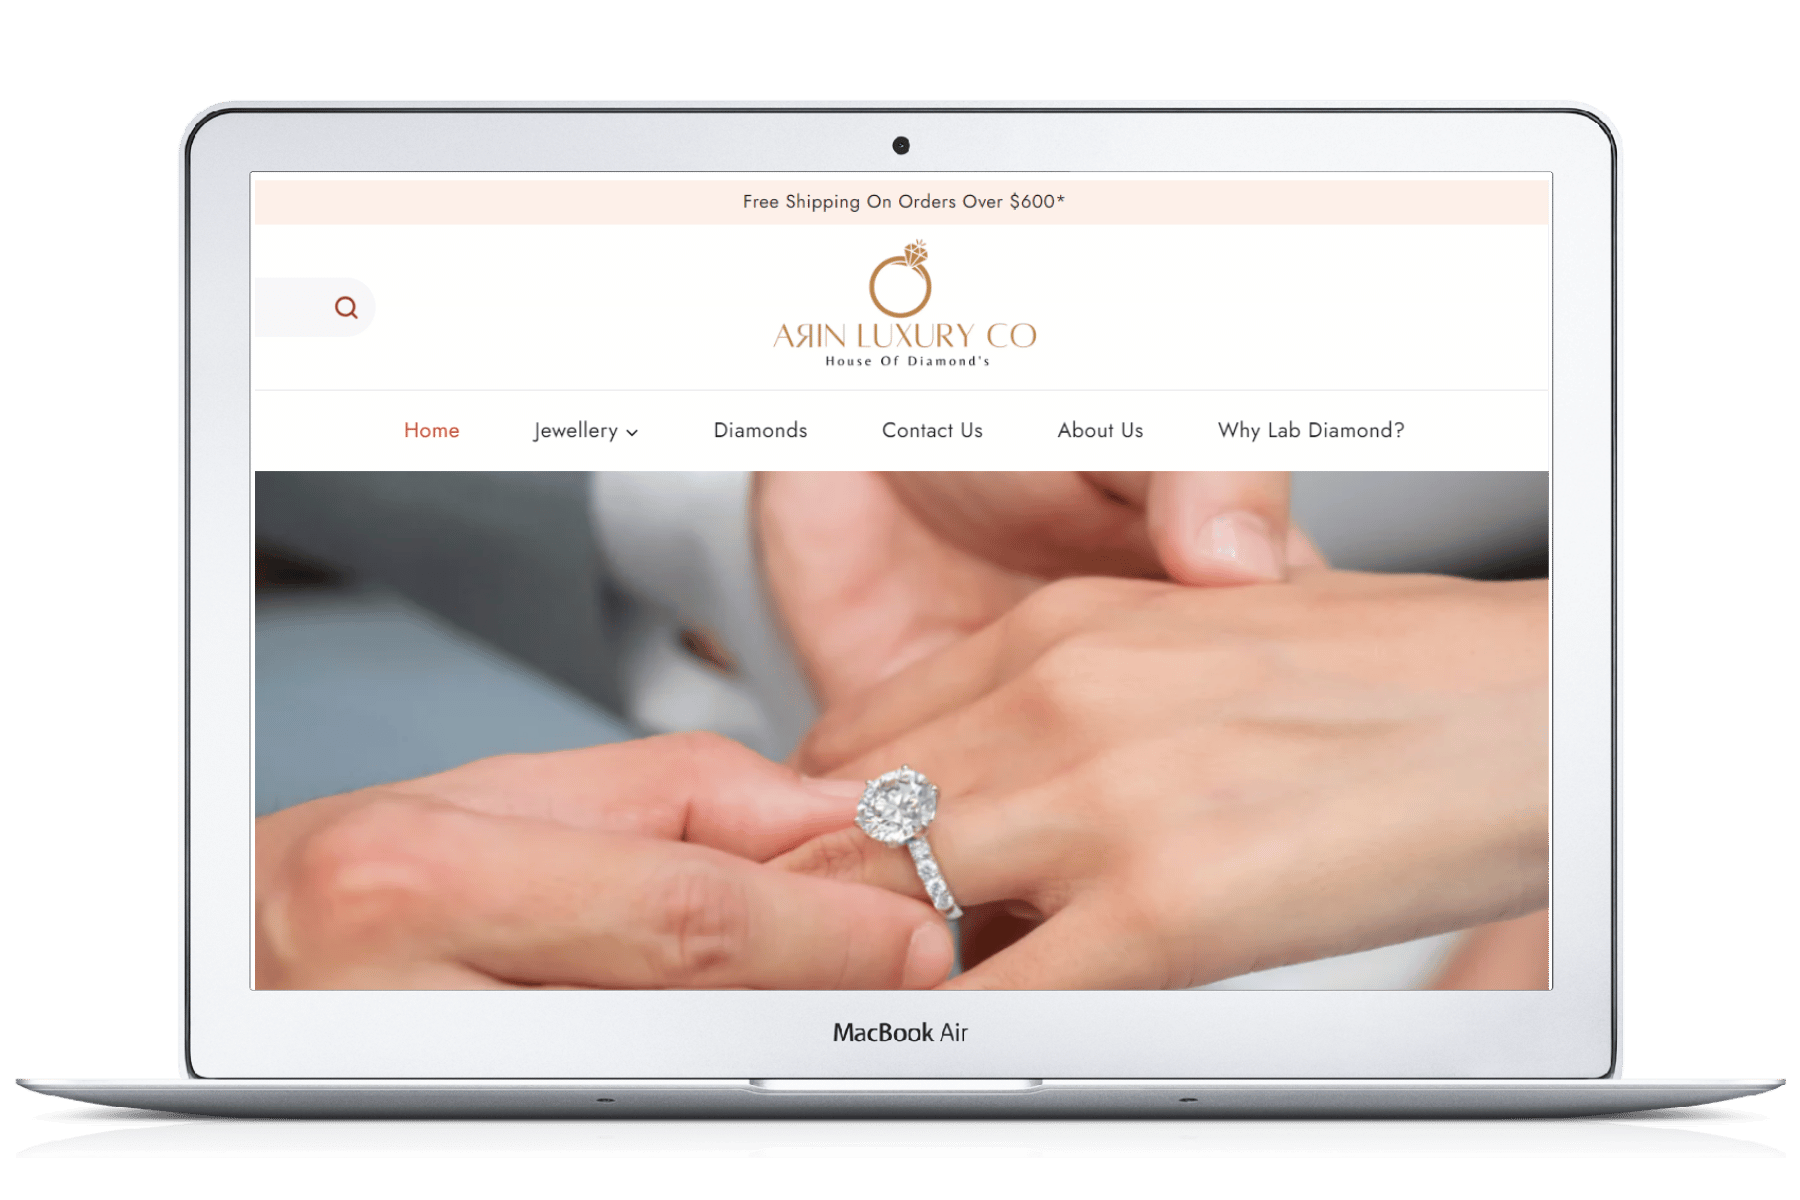 Free Shipping On Orders Over $600*
AЯIN LUXURY CO
House Of Diamond's
Home
Jewellery
Diamonds
Contact Us
About Us
Why Lab Diamond?
MacBook Air